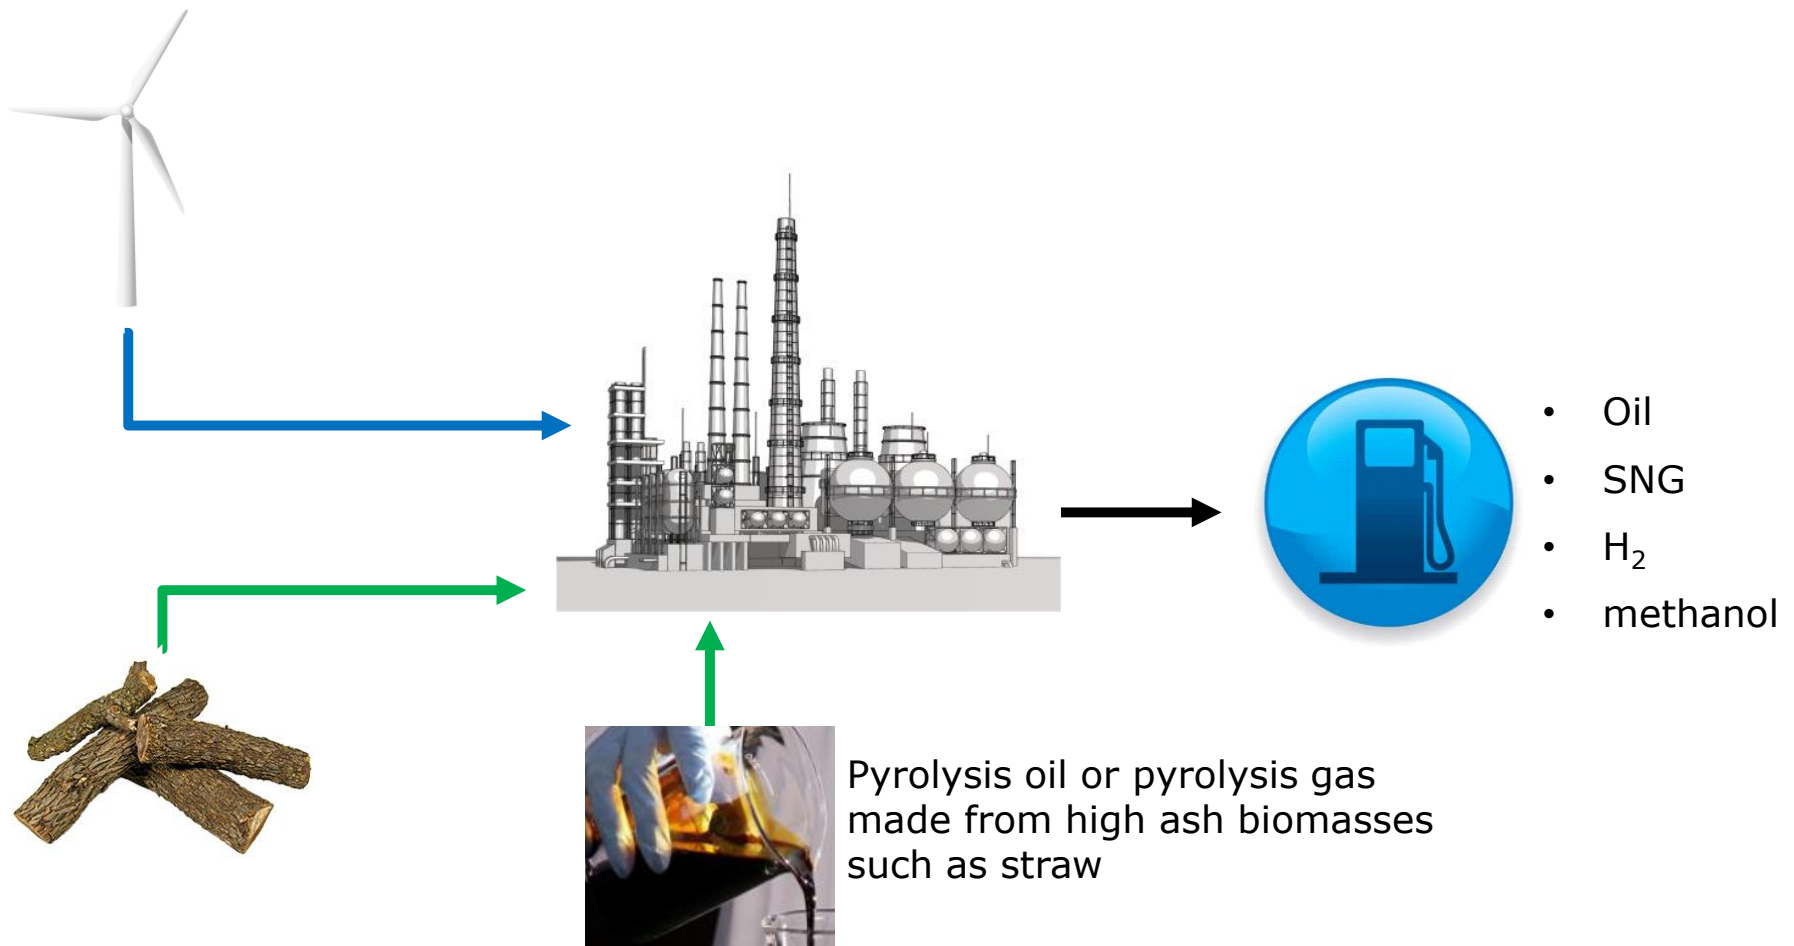 • Oil
• SNG
• H₂
• methanol
Pyrolysis oil or pyrolysis gas
made from high ash biomasses
such as straw